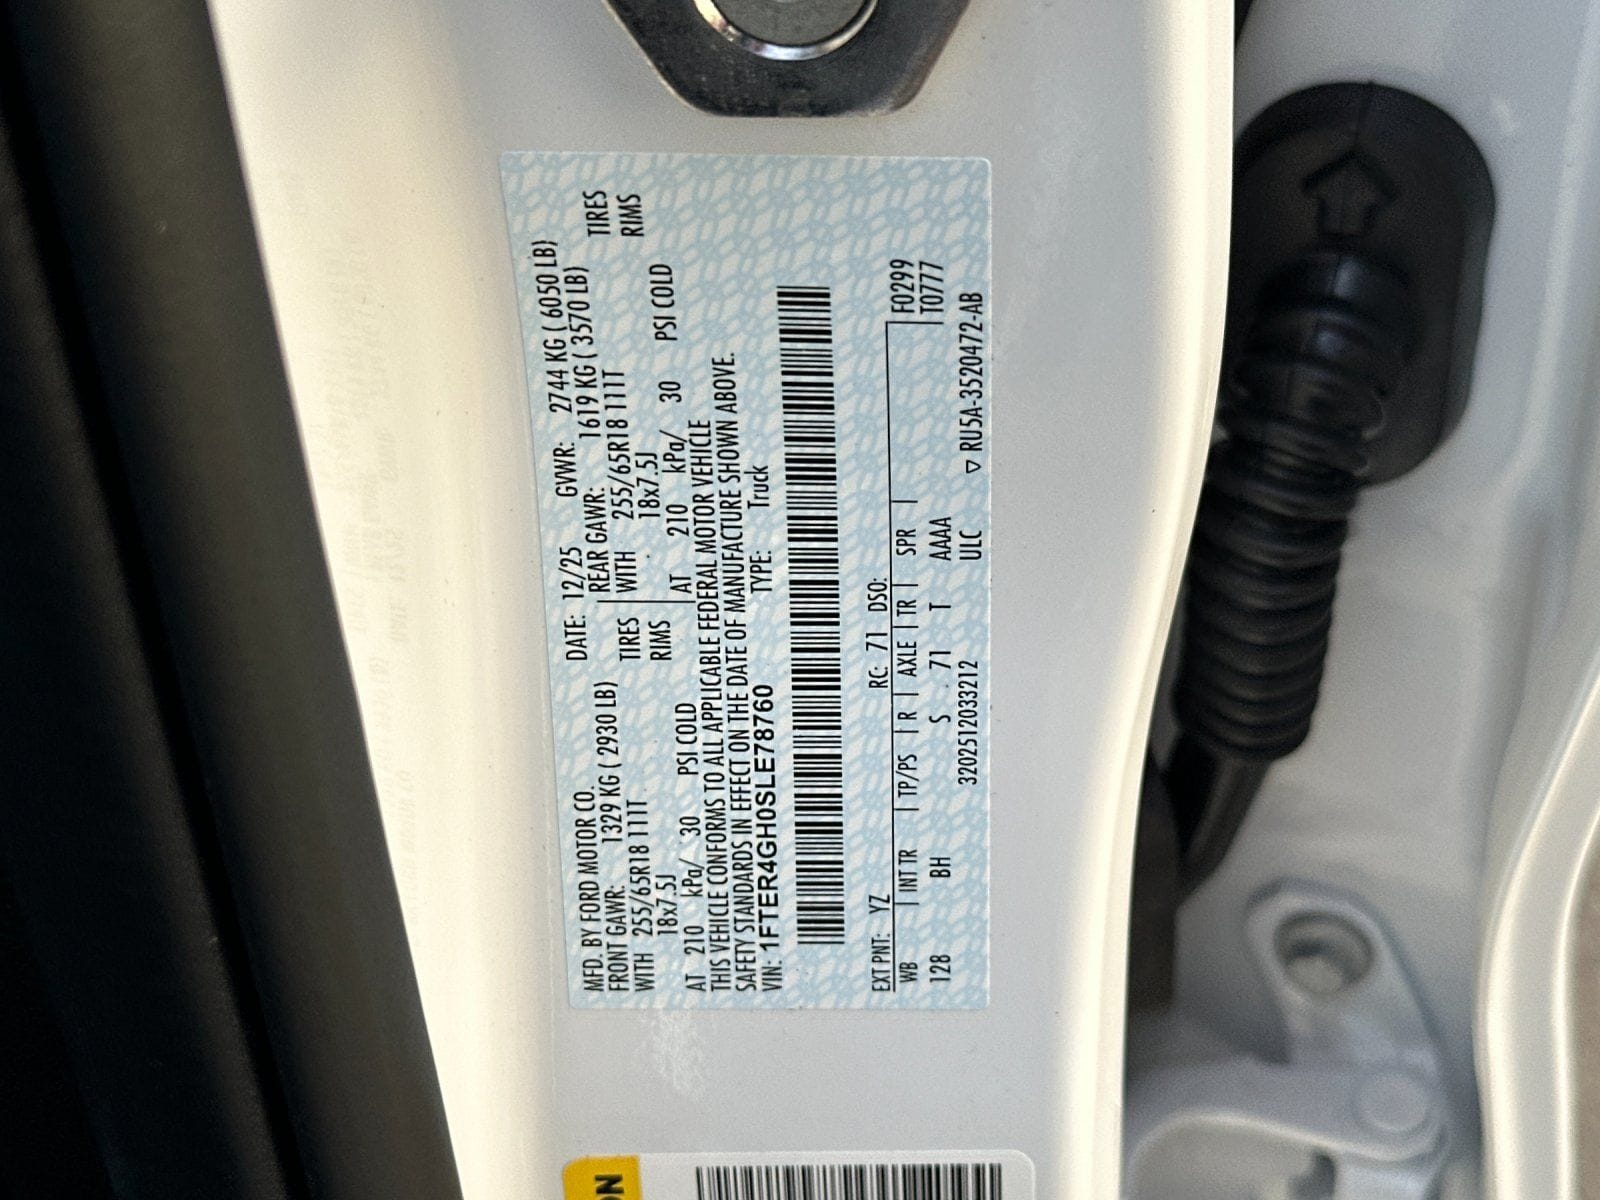 MFD. BY FORD MOTOR CO. DATE: 12/25 GVWR: 2744 KG ( 6050 LB)
FRONT GAWR: 1329 KG ( 2930 LB) REAR GAWR: 1619 KG ( 3570 LB)
WITH 255/65R18 111T TIRES WITH 255/65R18 111T TIRES
18x7.5J RIMS 18x7.5J RIMS
AT 210 kPa/ 30 PSI COLD AT 210 kPa/ 30 PSI COLD
THIS VEHICLE CONFORMS TO ALL APPLICABLE FEDERAL MOTOR VEHICLE
SAFETY STANDARDS IN EFFECT ON THE DATE OF MANUFACTURE SHOWN ABOVE.
VIN: 1FTER4GH0SLE78760 TYPE: Truck
EXT PNT: YZ RC: 71 DSO: F0299
WB INT TR TP/PS R AXLE TR SPR T0777
128 BH S 71 T AAAA
3202512033212 ULC ▽ RU5A-3520472-AB
ON